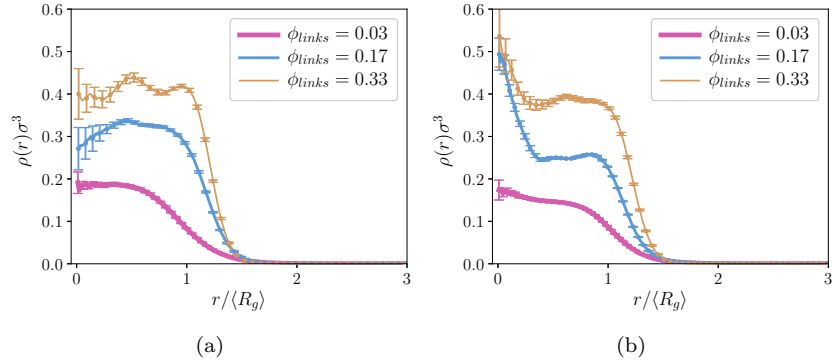 0.6
0.5
0.4
0.3
0.2
0.1
0.0
ρ(r)σ³
ϕ_links = 0.03
ϕ_links = 0.17
ϕ_links = 0.33
0 1 2 3
r/⟨R_g⟩
(a)
0.6
0.5
0.4
0.3
0.2
0.1
0.0
ρ(r)σ³
ϕ_links = 0.03
ϕ_links = 0.17
ϕ_links = 0.33
0 1 2 3
r/⟨R_g⟩
(b)